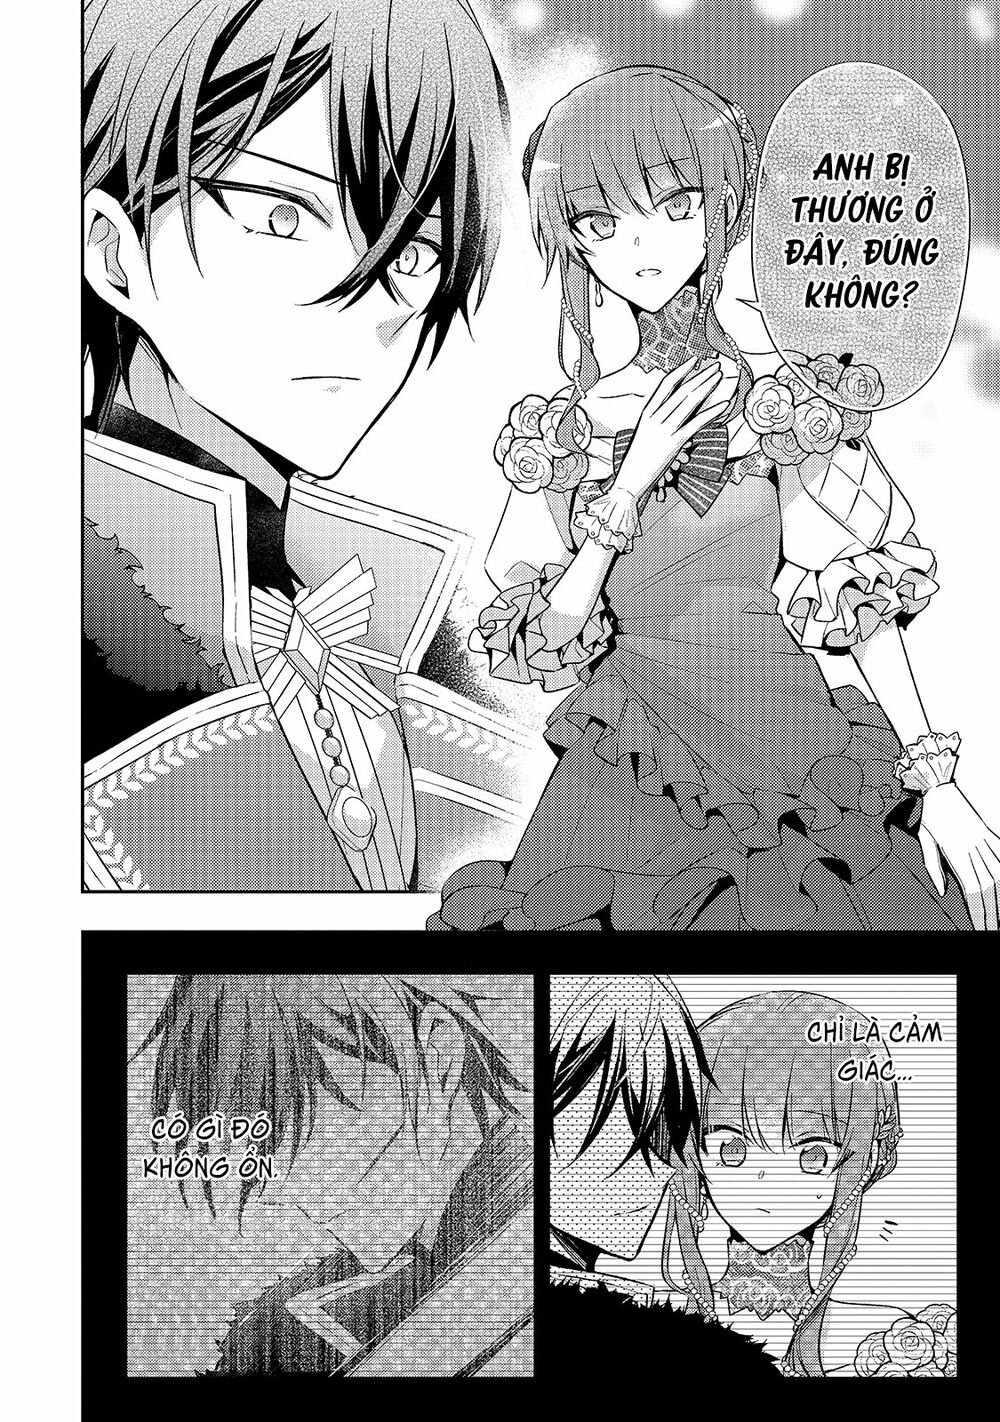 ANH BỊ
THƯƠNG Ở
ĐÂY, ĐÚNG
KHÔNG?
CHỈ LÀ CẢM
GIÁC...
CÓ GÌ ĐÓ
KHÔNG ỔN.